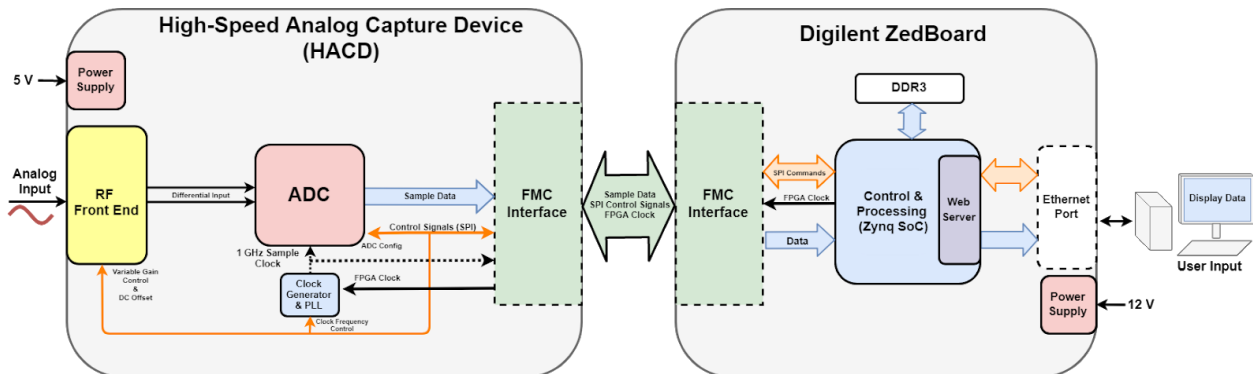 High-Speed Analog Capture Device
(HACD)
5 V
Power
Supply
Analog
Input
RF
Front End
Differential Input
ADC
Sample Data
Control Signals (SPI)
ADC Config
1 GHz Sample
Clock
Variable Gain
Control
&
DC Offset
Clock
Generator
& PLL
FPGA Clock
Clock Frequency
Control
FMC
Interface
Sample Data
SPI Control Signals
FPGA Clock
Digilent ZedBoard
DDR3
FMC
Interface
SPI Commands
FPGA Clock
Data
Control &
Processing
(Zynq SoC)
Web
Server
Ethernet
Port
Display Data
User Input
Power
Supply
12 V